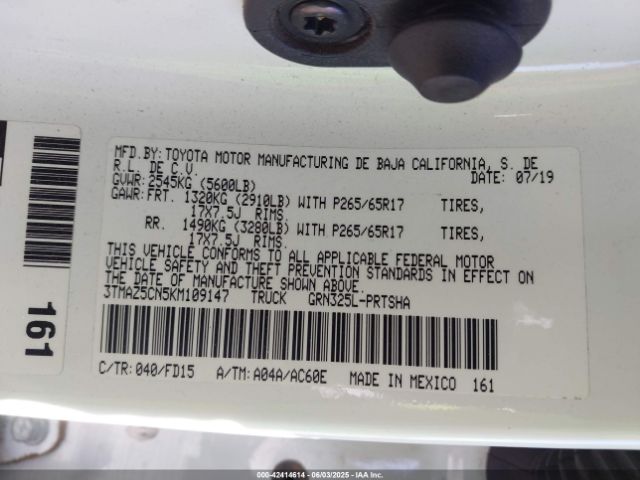 MFD.BY:TOYOTA MOTOR MANUFACTURING DE BAJA CALIFORNIA, S. DE
R.L. DE C.V. DATE: 07/19
GVWR:2545KG (5600LB)
GAWR:FRT. 1320KG (2910LB) WITH P265/65R17 TIRES,
17X7.5J RIMS.
RR. 1490KG (3280LB) WITH P265/65R17 TIRES,
17X7.5J RIMS.
THIS VEHICLE CONFORMS TO ALL APPLICABLE FEDERAL MOTOR
VEHICLE SAFETY AND THEFT PREVENTION STANDARDS IN EFFECT ON
THE DATE OF MANUFACTURE SHOWN ABOVE.
3TMAZ5CN5KM109147 TRUCK GRN325L-PRTSHA
C/TR:040/FD15 A/TM:A04A/AC60E MADE IN MEXICO 161
161
000-42414614 - 06/03/2025 - IAA Inc.